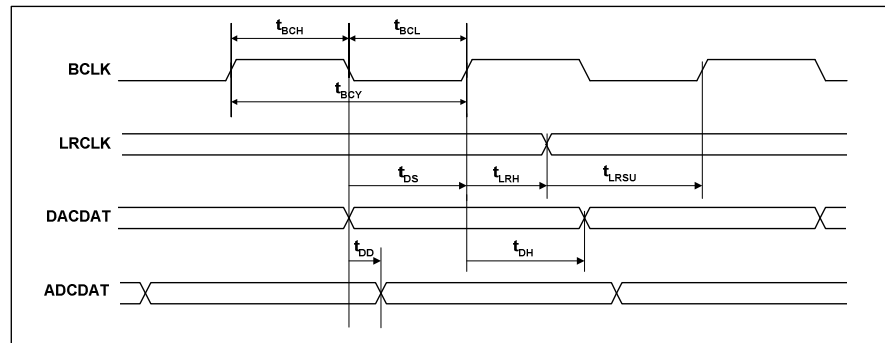 tBCH
tBCL
BCLK
tBCY
LRCLK
tDS
tLRH
tLRSU
DACDAT
tDD
tDH
ADCDAT